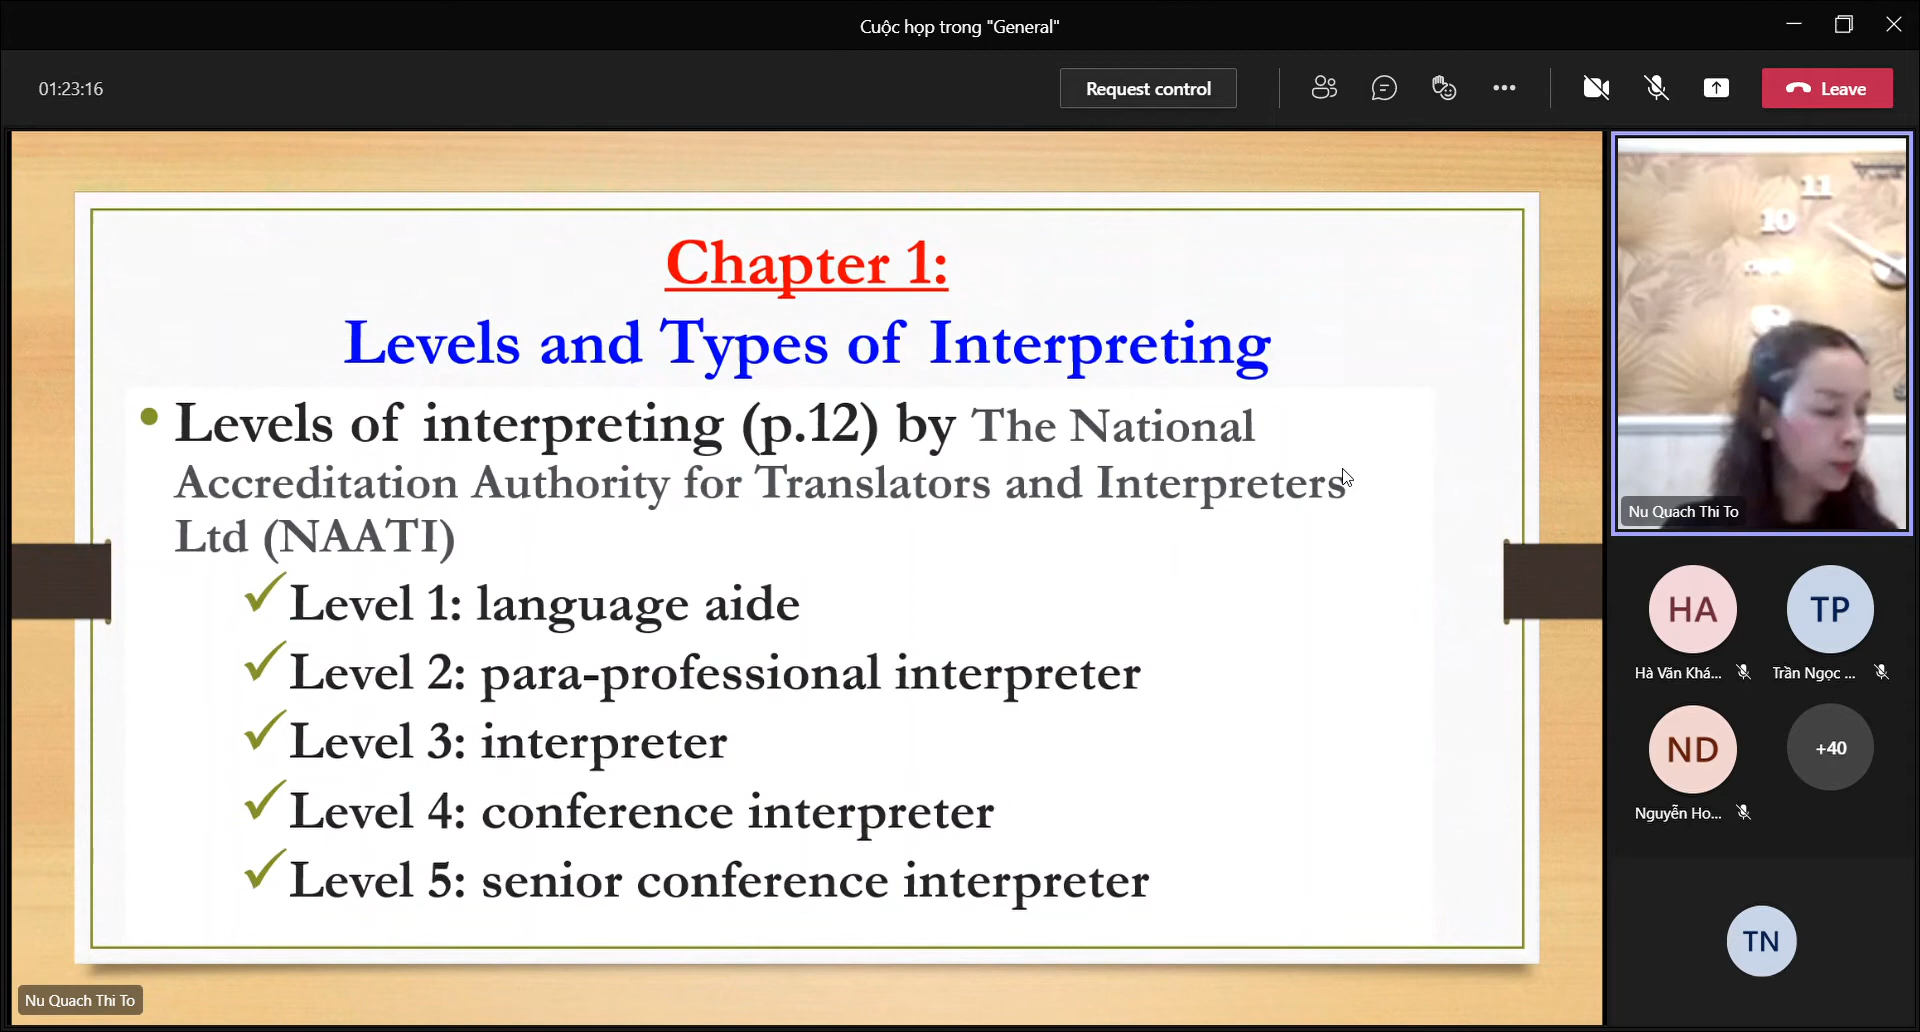 Cuộc họp trong "General"
01:23:16
Request control
Leave
Chapter 1:
Levels and Types of Interpreting
• Levels of interpreting (p.12) by The National
Accreditation Authority for Translators and Interpreters
Ltd (NAATI)
✓ Level 1: language aide
✓ Level 2: para-professional interpreter
✓ Level 3: interpreter
✓ Level 4: conference interpreter
✓ Level 5: senior conference interpreter
Nu Quach Thi To
11
10
Nu Quach Thi To
HA
TP
Hà Văn Khá...
Trần Ngọc ...
ND
+40
Nguyễn Ho...
TN